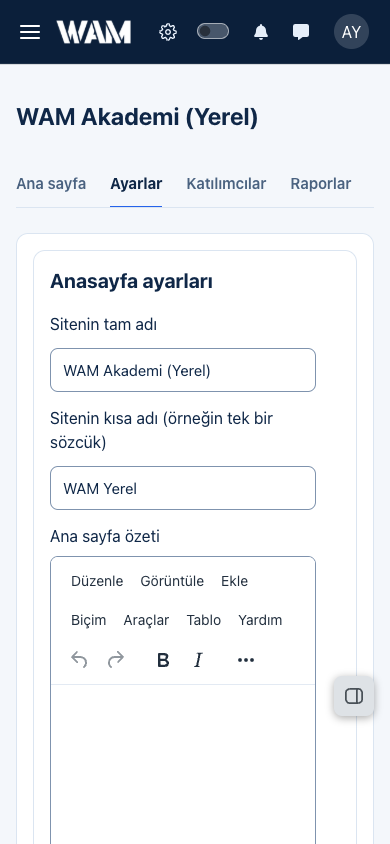 WAM
AY
WAM Akademi (Yerel)
Ana sayfa Ayarlar Katılımcılar Raporlar
Anasayfa ayarları
Sitenin tam adı
WAM Akademi (Yerel)
Sitenin kısa adı (örneğin tek bir
sözcük)
WAM Yerel
Ana sayfa özeti
Düzenle Görüntüle Ekle
Biçim Araçlar Tablo Yardım
B I